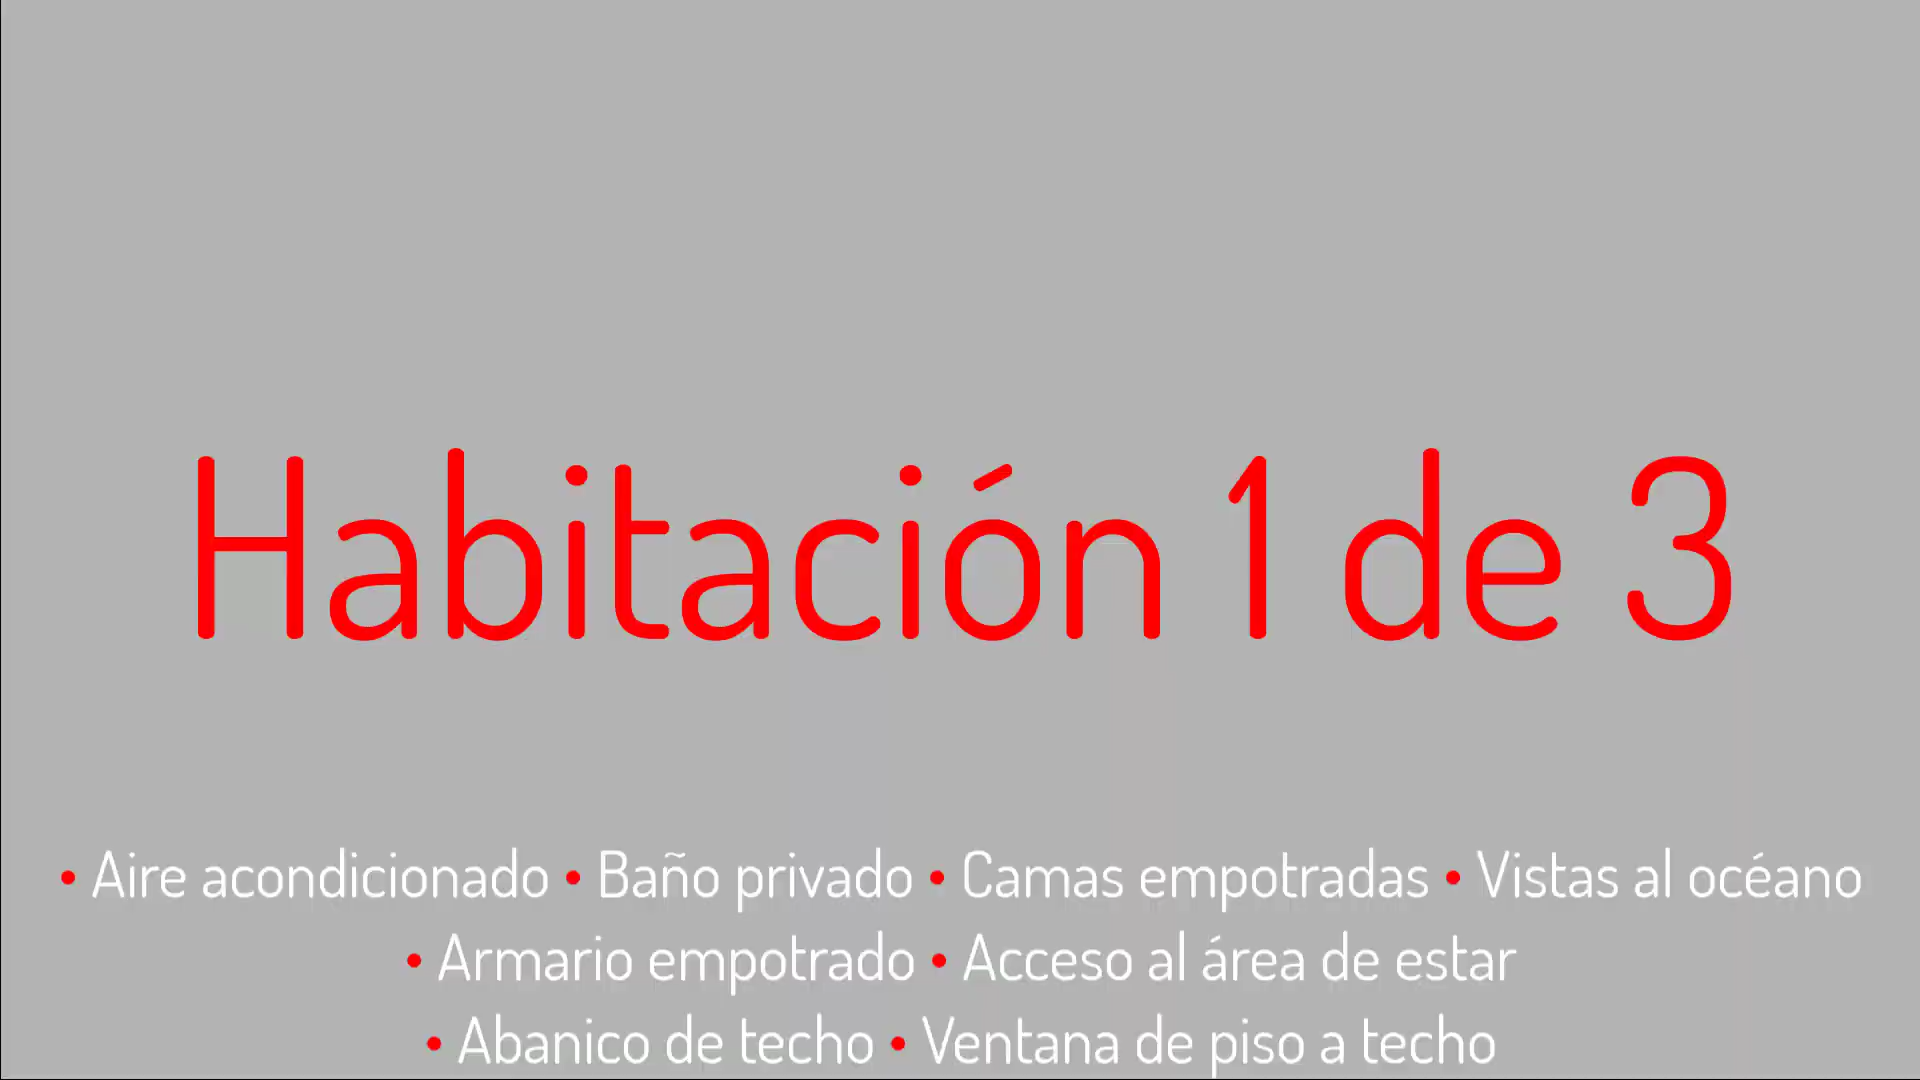 Habitación 1 de 3
• Aire acondicionado • Baño privado • Camas empotradas • Vistas al océano
• Armario empotrado • Acceso al área de estar
• Abanico de techo • Ventana de piso a techo